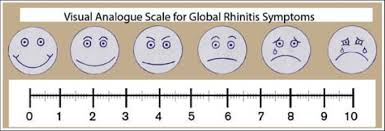 Visual Analogue Scale for Global Rhinitis Symptoms
0 1 2 3 4 5 6 7 8 9 10